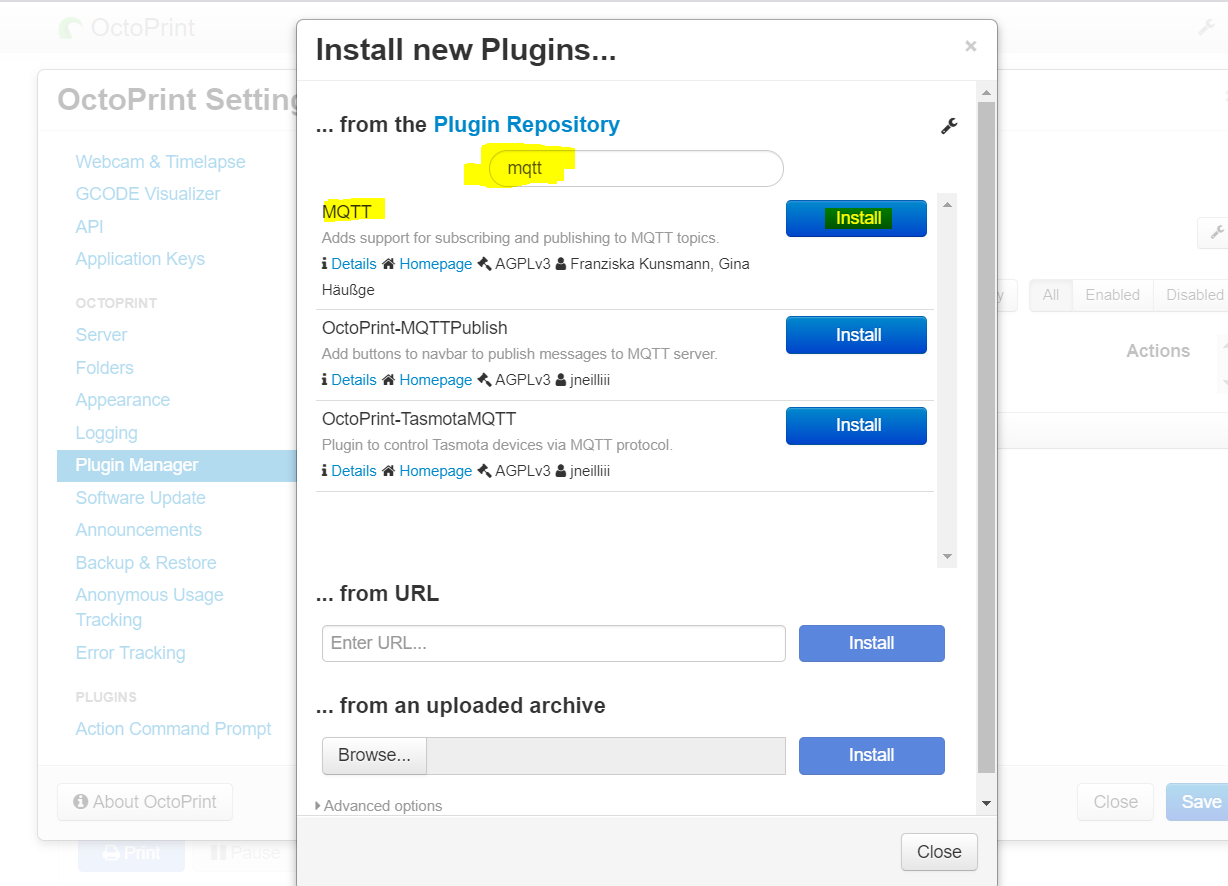 OctoPrint
Install new Plugins...
×
OctoPrint Setting
... from the Plugin Repository
mqtt
Webcam & Timelapse
GCODE Visualizer
API
Application Keys
OCTOPRINT
Server
Folders
Appearance
Logging
Plugin Manager
Software Update
Announcements
Backup & Restore
Anonymous Usage
Tracking
Error Tracking
PLUGINS
Action Command Prompt
About OctoPrint
Print
Pause
MQTT
Install
Adds support for subscribing and publishing to MQTT topics.
Details Homepage AGPLv3 Franziska Kunsmann, Gina
Häußge
OctoPrint-MQTTPublish
Install
Add buttons to navbar to publish messages to MQTT server.
Details Homepage AGPLv3 jneilliii
OctoPrint-TasmotaMQTT
Install
Plugin to control Tasmota devices via MQTT protocol.
Details Homepage AGPLv3 jneilliii
... from URL
Enter URL...
Install
... from an uploaded archive
Browse...
Install
Advanced options
Close
y
All Enabled Disabled
Actions
Close
Save